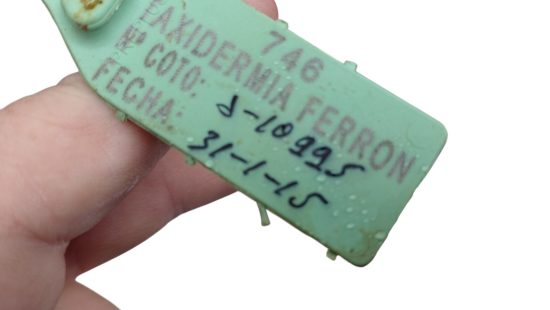 746
TAXIDERMIA FERRON
Nº COTO: J-10995
FECHA: 31-1-15